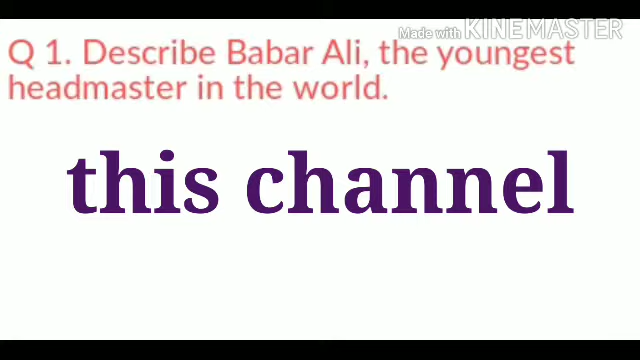 Made with KINEMASTER
Q 1. Describe Babar Ali, the youngest
headmaster in the world.
this channel